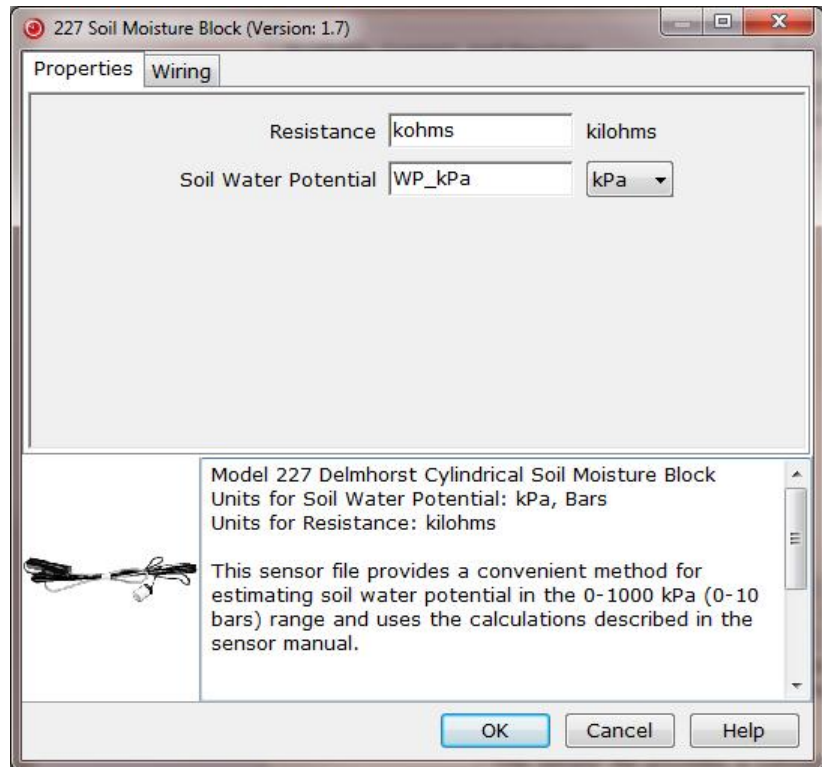 227 Soil Moisture Block (Version: 1.7)
Properties Wiring
Resistance kohms kilohms
Soil Water Potential WP_kPa kPa
Model 227 Delmhorst Cylindrical Soil Moisture Block
Units for Soil Water Potential: kPa, Bars
Units for Resistance: kilohms
This sensor file provides a convenient method for
estimating soil water potential in the 0-1000 kPa (0-10
bars) range and uses the calculations described in the
sensor manual.
OK Cancel Help